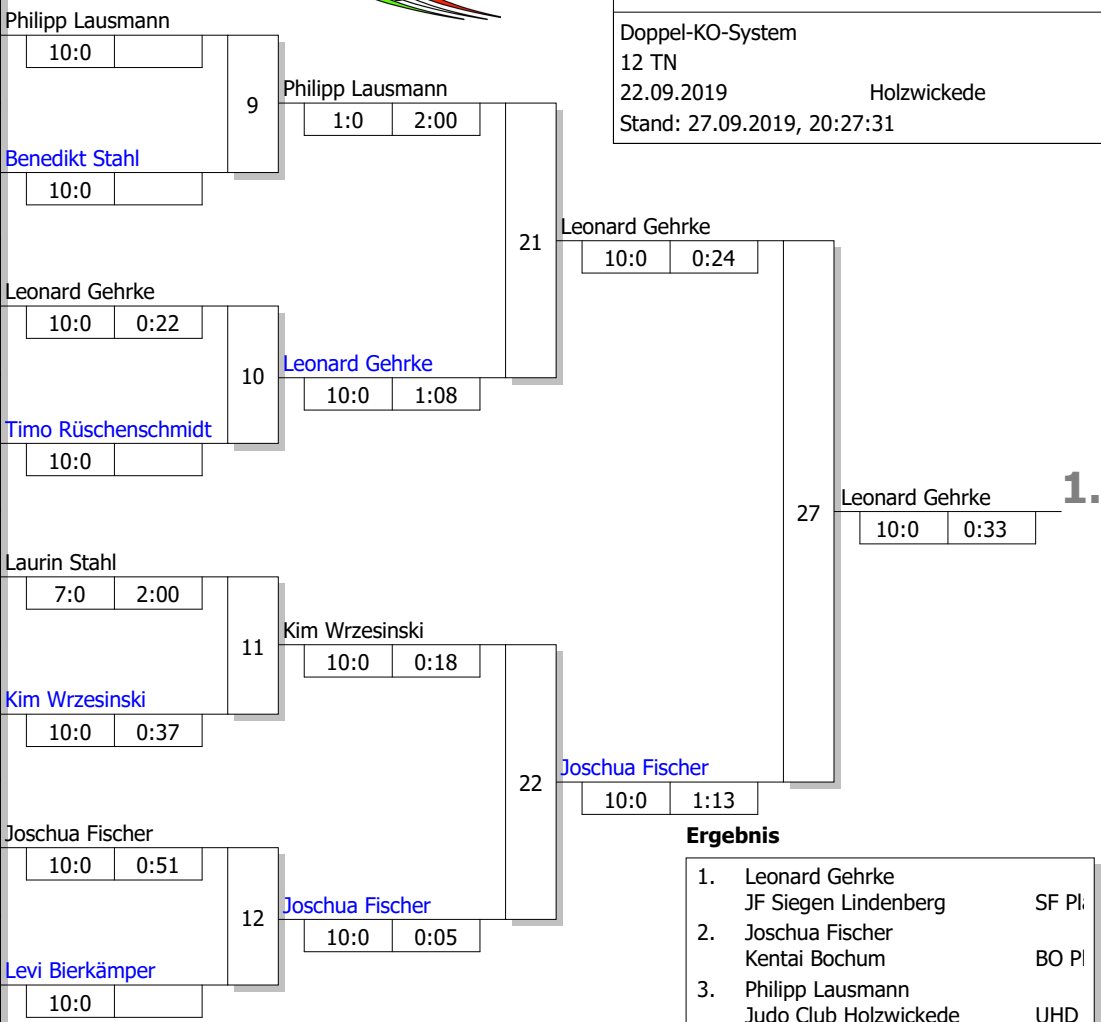 Philipp Lausmann
10:0
Benedikt Stahl
10:0
9
Leonard Gehrke
10:0 0:22
Timo Rüschenschmidt
10:0
10
Laurin Stahl
7:0 2:00
Kim Wrzesinski
10:0 0:37
11
Joschua Fischer
10:0 0:51
Levi Bierkämper
10:0
12
Philipp Lausmann
1:0 2:00
Leonard Gehrke
10:0 1:08
21
Kim Wrzesinski
10:0 0:18
Joschua Fischer
10:0 0:05
22
Leonard Gehrke
10:0 0:24
Joschua Fischer
10:0 1:13
27
Leonard Gehrke
10:0 0:33
1.
Doppel-KO-System
12 TN
22.09.2019 Holzwickede
Stand: 27.09.2019, 20:27:31
Ergebnis
1. Leonard Gehrke
JF Siegen Lindenberg SF
2. Joschua Fischer
Kentai Bochum BO
3. Philipp Lausmann
Judo Club Holzwickede UHD